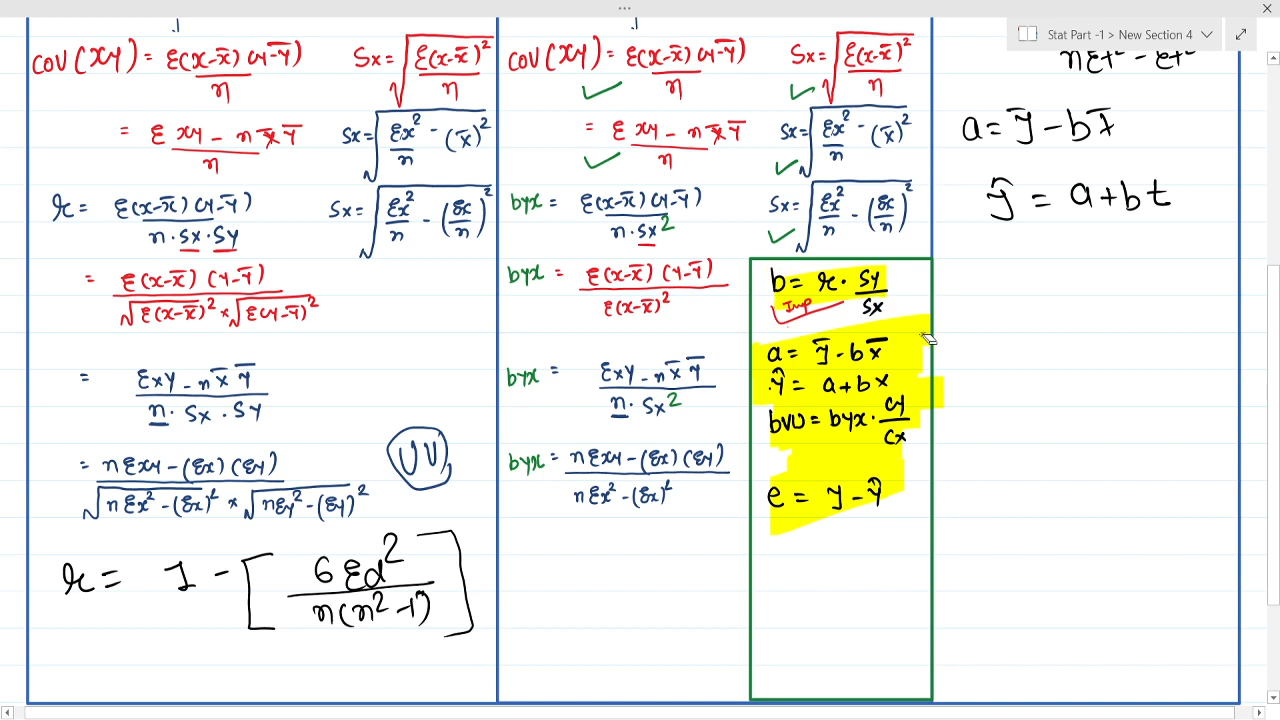 Stat Part -1 > New Section 4
cov(xy) = Σ(x-x̄)(y-ȳ) / n
Sx = √(Σ(x-x̄)² / n)
= Σxy - n x̄ ȳ / n
Sx = √(Σx²/n - (x̄)²)
r = Σ(x-x̄)(y-ȳ) / n · Sx · Sy
Sx = √(Σx²/n - (Σx/n)²)
= Σ(x-x̄)(y-ȳ) / √Σ(x-x̄)² × √Σ(y-ȳ)²
= Σxy - n x̄ ȳ / n · Sx · Sy
UV
= nΣxy - (Σx)(Σy) / √nΣx² - (Σx)² × √nΣy² - (Σy)²
r = 1 - [6Σd² / n(n²-1)]
cov(xy) = Σ(x-x̄)(y-ȳ) / n
Sx = √(Σ(x-x̄)² / n)
= Σxy - n x̄ ȳ / n
Sx = √(Σx²/n - (x̄)²)
byx = Σ(x-x̄)(y-ȳ) / n · Sx²
Sx = √(Σx²/n - (Σx/n)²)
byx = Σ(x-x̄)(y-ȳ) / Σ(x-x̄)²
byx = Σxy - n x̄ ȳ / n · Sx²
byx = nΣxy - (Σx)(Σy) / nΣx² - (Σx)²
b = r · Sy/Sx
Imp
a = ȳ - b x̄
ŷ = a + bx
bvu = byx · Cy/Cx
e = y - ŷ
a = ȳ - b x̄
ŷ = a + bt